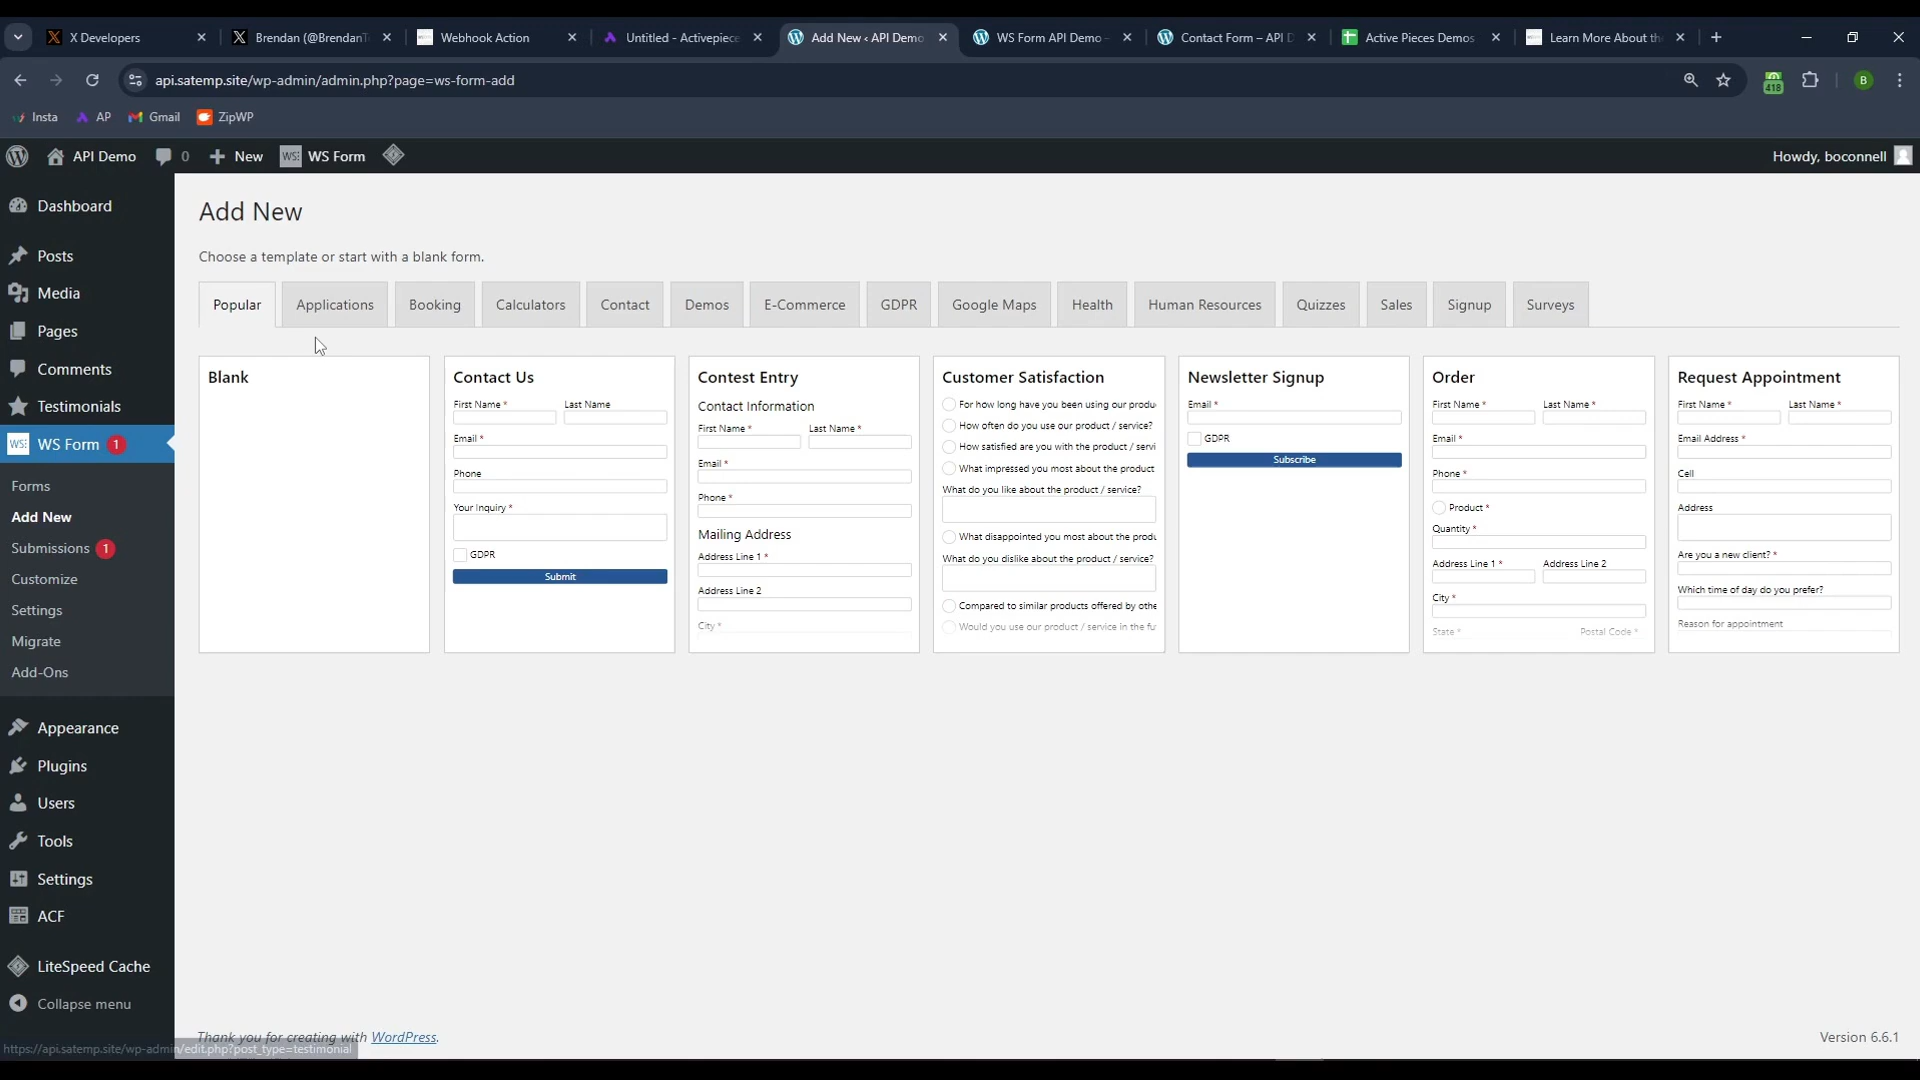 X Developers
Brendan (@BrendanT
Webhook Action
Untitled - Activepiece
Add New ‹ API Demo
WS Form API Demo -
Contact Form – API D
Active Pieces Demos
Learn More About th
api.satemp.site/wp-admin/admin.php?page=ws-form-add
418
B
Insta
AP
Gmail
ZipWP
API Demo
0
New
WS Form
Howdy, boconnell
Dashboard
Posts
Media
Pages
Comments
Testimonials
WS Form 1
Forms
Add New
Submissions 1
Customize
Settings
Migrate
Add-Ons
Appearance
Plugins
Users
Tools
Settings
ACF
LiteSpeed Cache
Collapse menu
Add New
Choose a template or start with a blank form.
Popular
Applications
Booking
Calculators
Contact
Demos
E-Commerce
GDPR
Google Maps
Health
Human Resources
Quizzes
Sales
Signup
Surveys
Blank
Contact Us
First Name * Last Name
Email *
Phone
Your Inquiry *
GDPR
Submit
Contest Entry
Contact Information
First Name * Last Name *
Email *
Phone *
Mailing Address
Address Line 1 *
Address Line 2
City *
Customer Satisfaction
For how long have you been using our produ
How often do you use our product / service?
How satisfied are you with the product / servi
What impressed you most about the product
What do you like about the product / service?
What disappointed you most about the produ
What do you dislike about the product / service?
Compared to similar products offered by othe
Would you use our product / service in the fu
Newsletter Signup
Email *
GDPR
Subscribe
Order
First Name * Last Name *
Email *
Phone *
Product *
Quantity *
Address Line 1 * Address Line 2
City *
State * Postal Code *
Request Appointment
First Name * Last Name *
Email Address *
Cell
Address
Are you a new client? *
Which time of day do you prefer?
Reason for appointment
Thank you for creating with WordPress.
Version 6.6.1
https://api.satemp.site/wp-admin/edit.php?post_type=testimonial